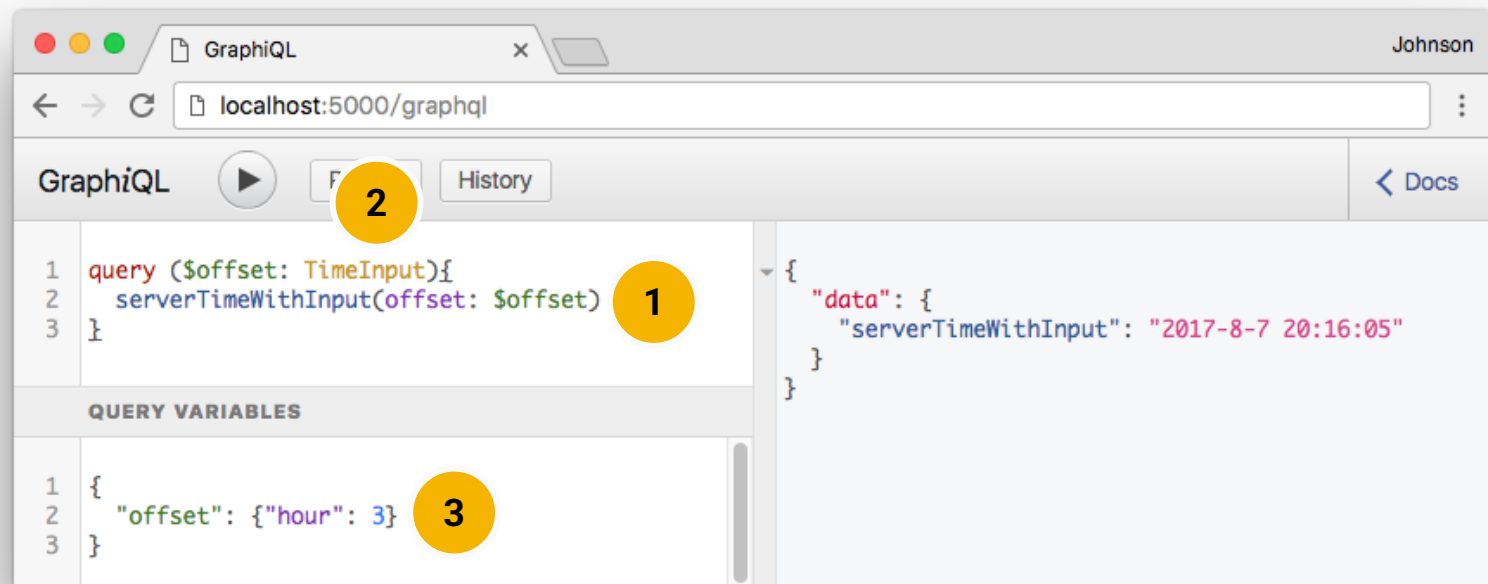 GraphiQL
Johnson
localhost:5000/graphql
GraphiQL
2
History
Docs
1 query ($offset: TimeInput){
2 serverTimeWithInput(offset: $offset)
3 }
1
QUERY VARIABLES
1 {
2 "offset": {"hour": 3}
3 }
3
{
"data": {
"serverTimeWithInput": "2017-8-7 20:16:05"
}
}